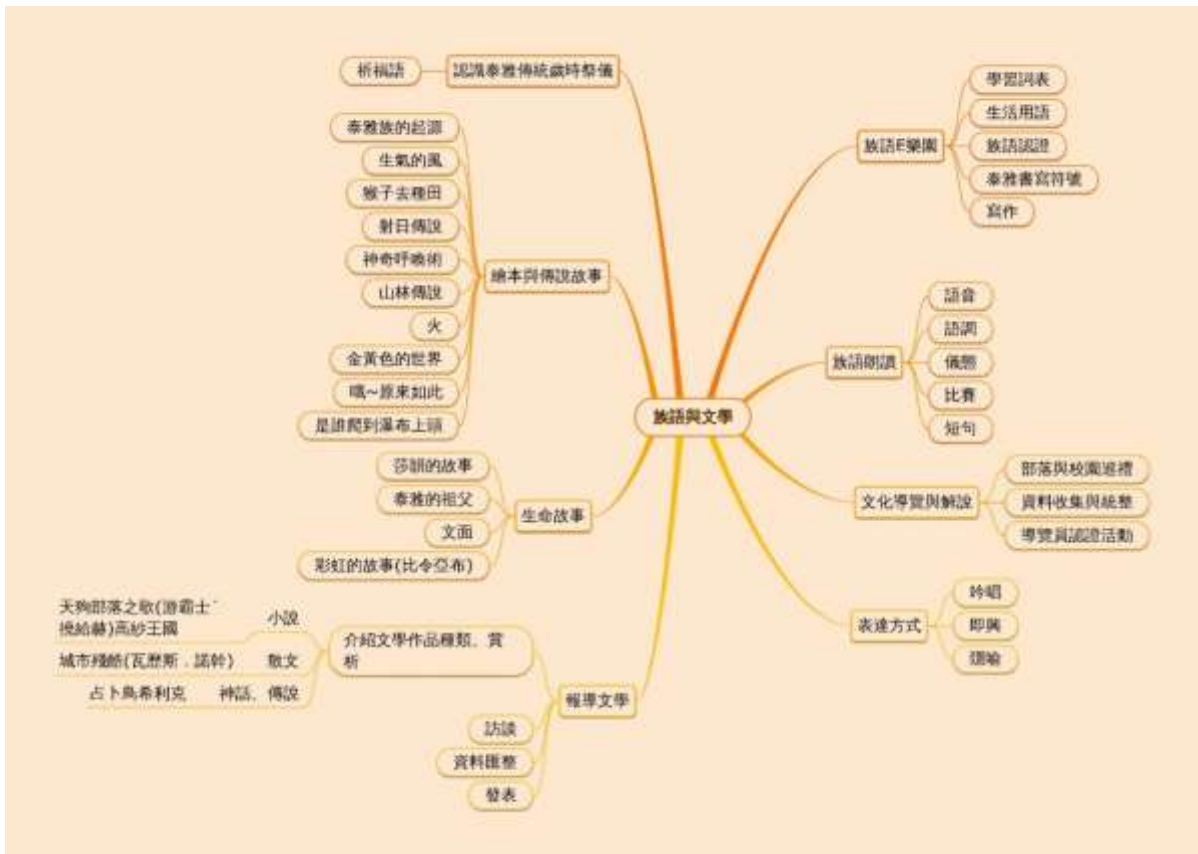 族語與文學
認識泰雅傳統歲時祭儀
祈福語
繪本與傳說故事
泰雅族的起源
生氣的風
猴子去種田
射日傳說
神奇呼喚術
山林傳說
火
金黃色的世界
哦~原來如此
是誰爬到瀑布上頭
生命故事
莎韻的故事
泰雅的祖父
文面
彩虹的故事(比令亞布)
報導文學
介紹文學作品種類、賞
析
小說
天狗部落之歌(游霸士ˊ
撓給赫)高紗王國
散文
城市殘酷(瓦歷斯．諾幹)
神話、傳說
占卜鳥希利克
訪談
資料匯整
發表
族語E樂園
學習詞表
生活用語
族語認證
泰雅書寫符號
寫作
族語朗讀
語音
語調
儀態
比賽
短句
文化導覽與解說
部落與校園巡禮
資料收集與統整
導覽員認證活動
表達方式
吟唱
即興
隱喻